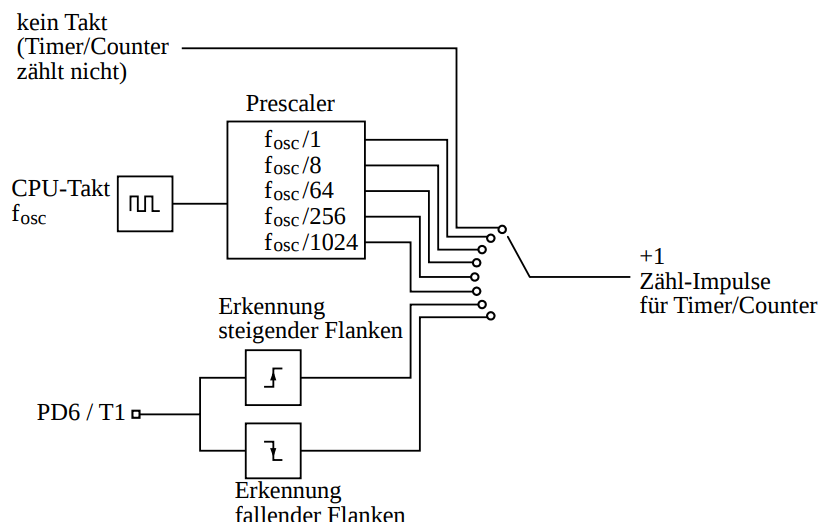 kein Takt
(Timer/Counter
zählt nicht)
Prescaler
fosc/1
fosc/8
fosc/64
fosc/256
fosc/1024
CPU-Takt
fosc
+1
Zähl-Impulse
für Timer/Counter
Erkennung
steigender Flanken
PD6 / T1
Erkennung
fallender Flanken